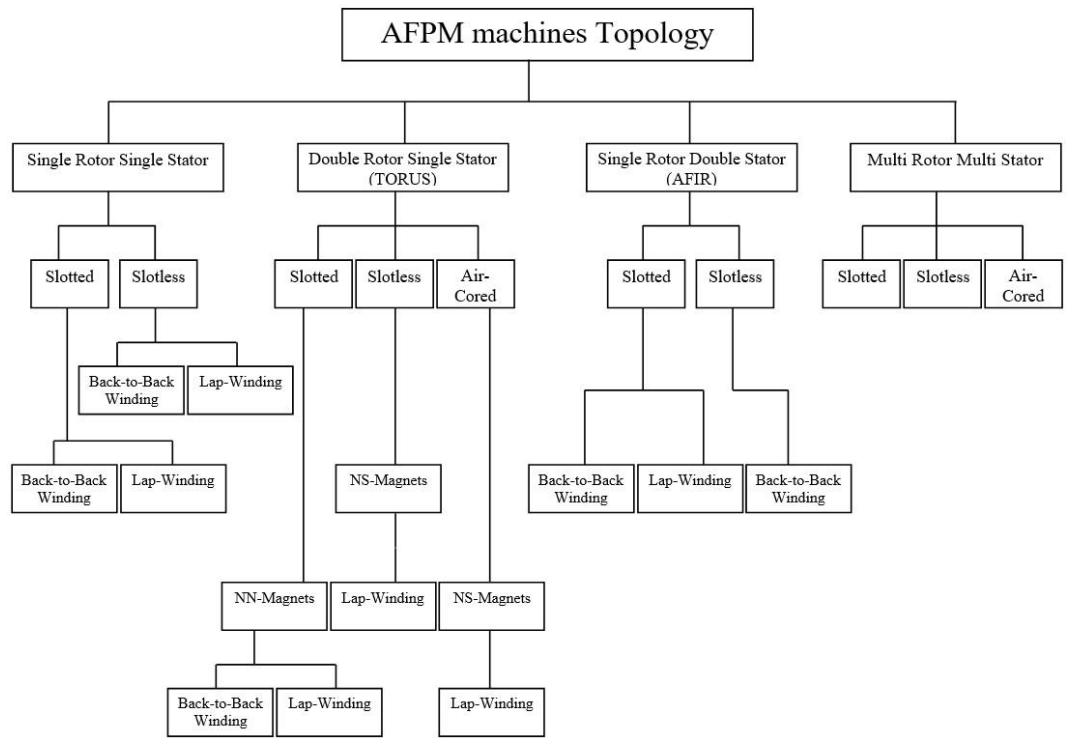 AFPM machines Topology
Single Rotor Single Stator
Double Rotor Single Stator
(TORUS)
Single Rotor Double Stator
(AFIR)
Multi Rotor Multi Stator
Slotted
Slotless
Slotted
Slotless
Air-
Cored
Slotted
Slotless
Slotted
Slotless
Air-
Cored
Back-to-Back
Winding
Lap-Winding
Back-to-Back
Winding
Lap-Winding
NS-Magnets
Back-to-Back
Winding
Lap-Winding
Back-to-Back
Winding
NN-Magnets
Lap-Winding
NS-Magnets
Back-to-Back
Winding
Lap-Winding
Lap-Winding